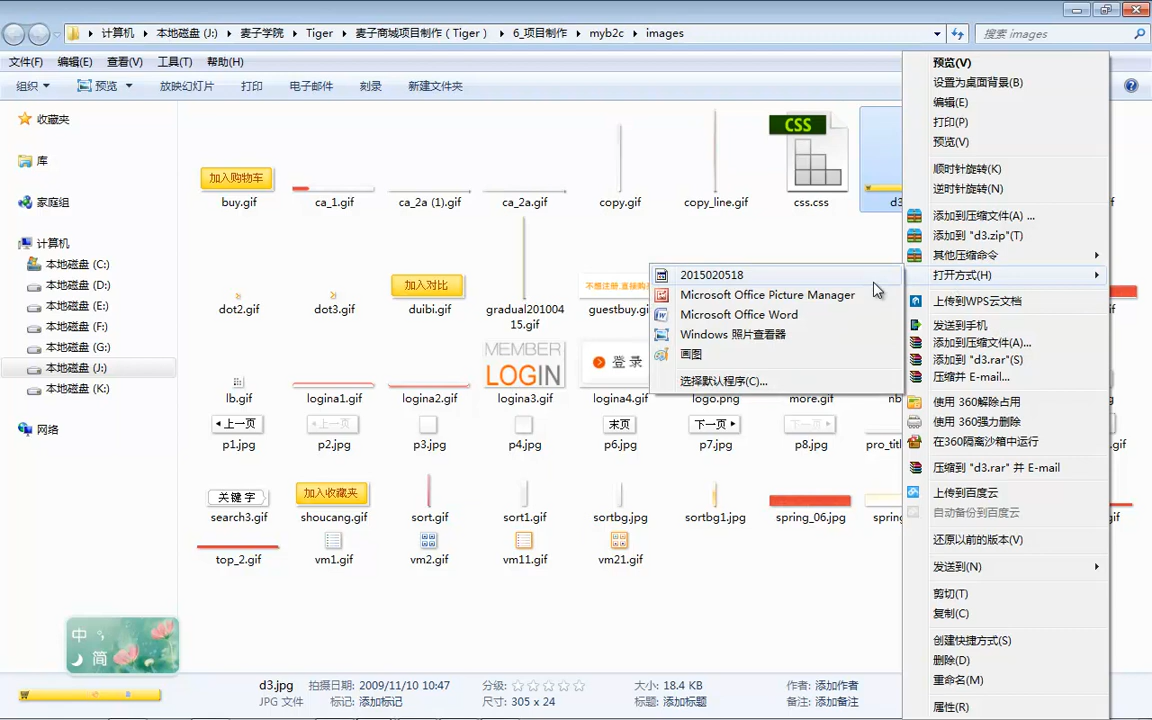 计算机 本地磁盘 (J:) 麦子学院 Tiger 麦子商城项目制作（Tiger） 6_项目制作 myb2c images
搜索 images
文件(F) 编辑(E) 查看(V) 工具(T) 帮助(H)
组织 预览 放映幻灯片 打印 电子邮件 刻录 新建文件夹
收藏夹
库
家庭组
计算机
本地磁盘 (C:)
本地磁盘 (D:)
本地磁盘 (E:)
本地磁盘 (F:)
本地磁盘 (G:)
本地磁盘 (J:)
本地磁盘 (K:)
网络
加入购物车
CSS
buy.gif ca_1.gif ca_2a (1).gif ca_2a.gif copy.gif copy_line.gif css.css d3
加入对比
不想注册,直接购
dot2.gif dot3.gif duibi.gif gradual201004 guestbuy.g
15.gif
MEMBER
LOGIN
登 录
lb.gif logina1.gif logina2.gif logina3.gif logina4.gif logo.png more.gif nb
上一页 上一页 末页 下一页 下一页
p1.jpg p2.jpg p3.jpg p4.jpg p6.jpg p7.jpg p8.jpg pro_titl .gif
关键字 加入收藏夹
search3.gif shoucang.gif sort.gif sort1.gif sortbg.jpg sortbg1.jpg spring_06.jpg spring .gif
top_2.gif vm1.gif vm2.gif vm11.gif vm21.gif
2015020518
Microsoft Office Picture Manager
Microsoft Office Word
Windows 照片查看器
画图
选择默认程序(C)...
预览(V)
设置为桌面背景(B)
编辑(E)
打印(P)
预览(V)
顺时针旋转(K)
逆时针旋转(N)
添加到压缩文件(A) ...
添加到 "d3.zip"(T)
其他压缩命令
打开方式(H)
上传到WPS云文档
发送到手机
添加到压缩文件(A)...
添加到 "d3.rar"(S)
压缩并 E-mail...
使用 360解除占用
使用 360强力删除
在360隔离沙箱中运行
压缩到 "d3.rar" 并 E-mail
上传到百度云
自动备份到百度云
还原以前的版本(V)
发送到(N)
剪切(T)
复制(C)
创建快捷方式(S)
删除(D)
重命名(M)
属性(R)
中 °,
简
d3.jpg 拍摄日期: 2009/11/10 10:47 分级: 大小: 18.4 KB 作者: 添加作者
JPG 文件 标记: 添加标记 尺寸: 305 x 24 标题: 添加标题 备注: 添加备注